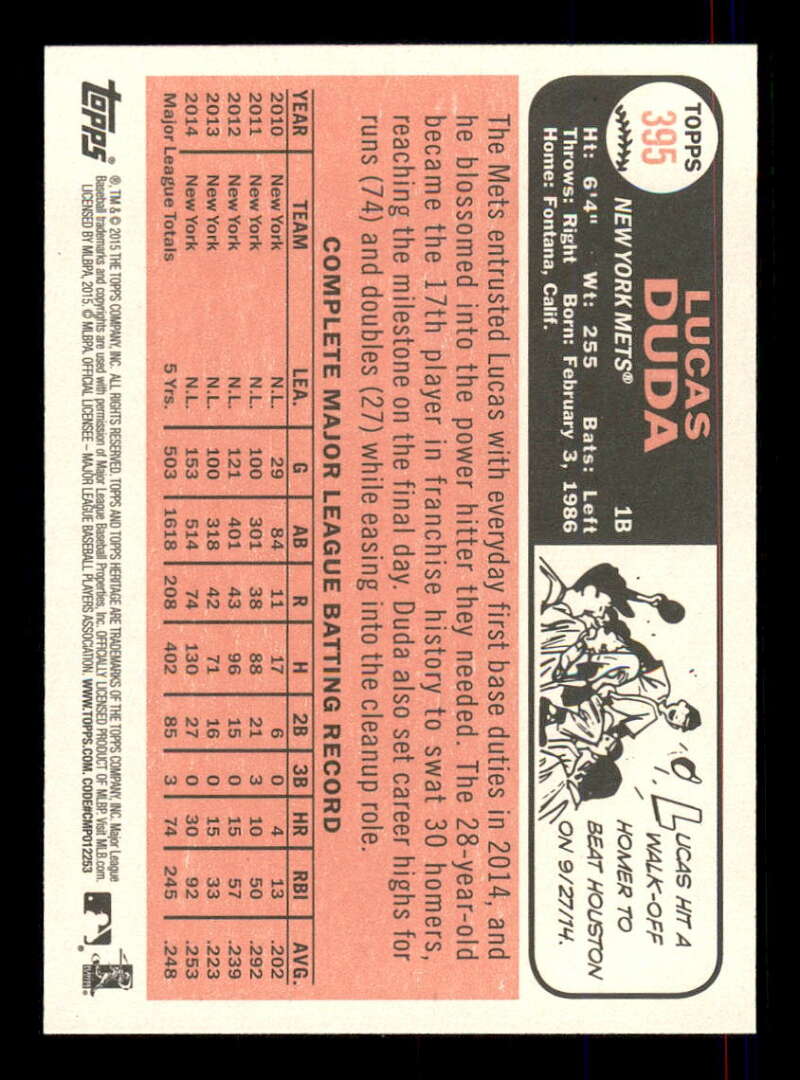 TOPPS
395
LUCAS
DUDA
NEW YORK METS® 1B
Ht: 6'4" Wt: 255 Bats: Left
Throws: Right Born: February 3, 1986
Home: Fontana, Calif.
LUCAS HIT A
WALK-OFF
HOMER TO
BEAT HOUSTON
ON 9/27/14.
The Mets entrusted Lucas with everyday first base duties in 2014, and
he blossomed into the power hitter they needed. The 28-year-old
became the 17th player in franchise history to swat 30 homers,
reaching the milestone on the final day. Duda also set career highs for
runs (74) and doubles (27) while easing into the cleanup role.
COMPLETE MAJOR LEAGUE BATTING RECORD
YEAR TEAM LEA. G AB R H 2B 3B HR RBI AVG.
2010 New York N.L. 29 84 11 17 6 0 4 13 .202
2011 New York N.L. 100 301 38 88 21 3 10 50 .292
2012 New York N.L. 121 401 43 96 15 0 15 57 .239
2013 New York N.L. 100 318 42 71 16 0 15 33 .223
2014 New York N.L. 153 514 74 130 27 0 30 92 .253
Major League Totals 5 Yrs. 503 1618 208 402 85 3 74 245 .248
topps®
®, TM & © 2015 THE TOPPS COMPANY, INC. ALL RIGHTS RESERVED. TOPPS AND TOPPS HERITAGE ARE TRADEMARKS OF THE TOPPS COMPANY, INC. Major League
Baseball trademarks and copyrights are used with permission of Major League Baseball Properties, Inc. OFFICIALLY LICENSED PRODUCT OF MLBP. Visit MLB.com.
LICENSED BY MLBPA, 2015. © MLBPA. OFFICIAL LICENSEE – MAJOR LEAGUE BASEBALL PLAYERS ASSOCIATION. WWW.TOPPS.COM. CODE#CMP012253